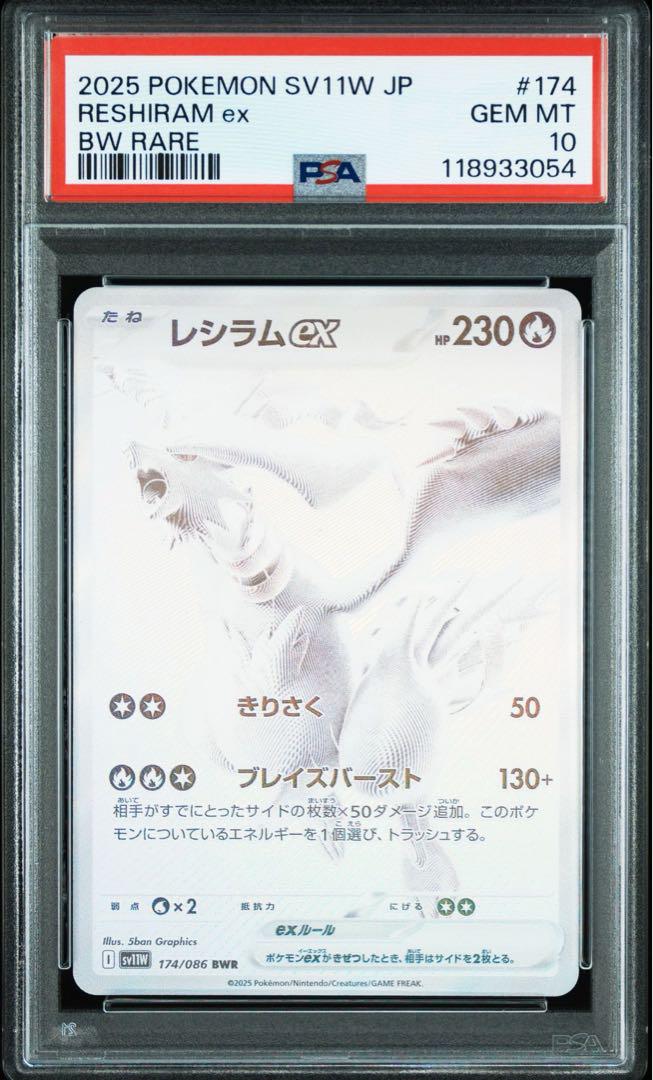 2025 POKEMON SV11W JP #174
RESHIRAM ex GEM MT
BW RARE 10
PSA 118933054
たね レシラムex HP230
きりさく 50
ブレイズバースト 130+
相手がすでにとったサイドの枚数×50ダメージ追加。このポケ
モンについているエネルギーを1個選び、トラッシュする。
弱点 ×2 抵抗力 にげる
exルール
Illus. 5ban Graphics
ポケモンexがきぜつしたとき、相手はサイドを2枚とる。
I sv11W 174/086 BWR
©2025 Pokémon/Nintendo/Creatures/GAME FREAK.
PSA